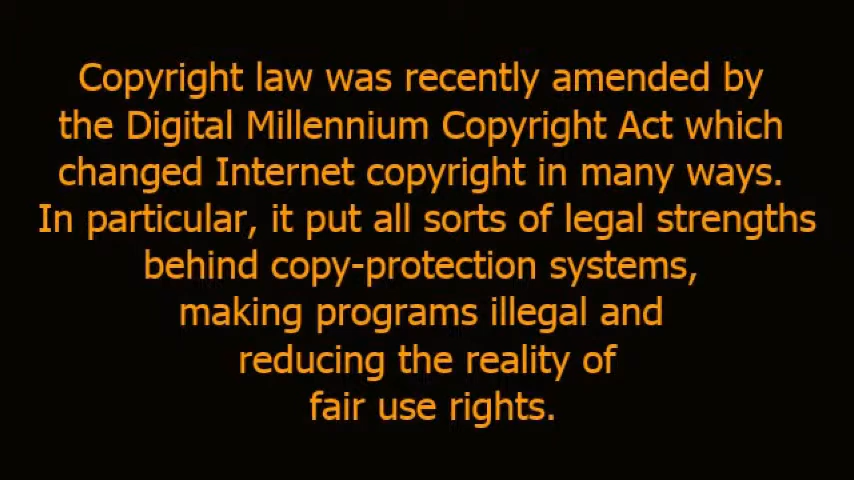 Copyright law was recently amended by
the Digital Millennium Copyright Act which
changed Internet copyright in many ways.
In particular, it put all sorts of legal strengths
behind copy-protection systems,
making programs illegal and
reducing the reality of
fair use rights.